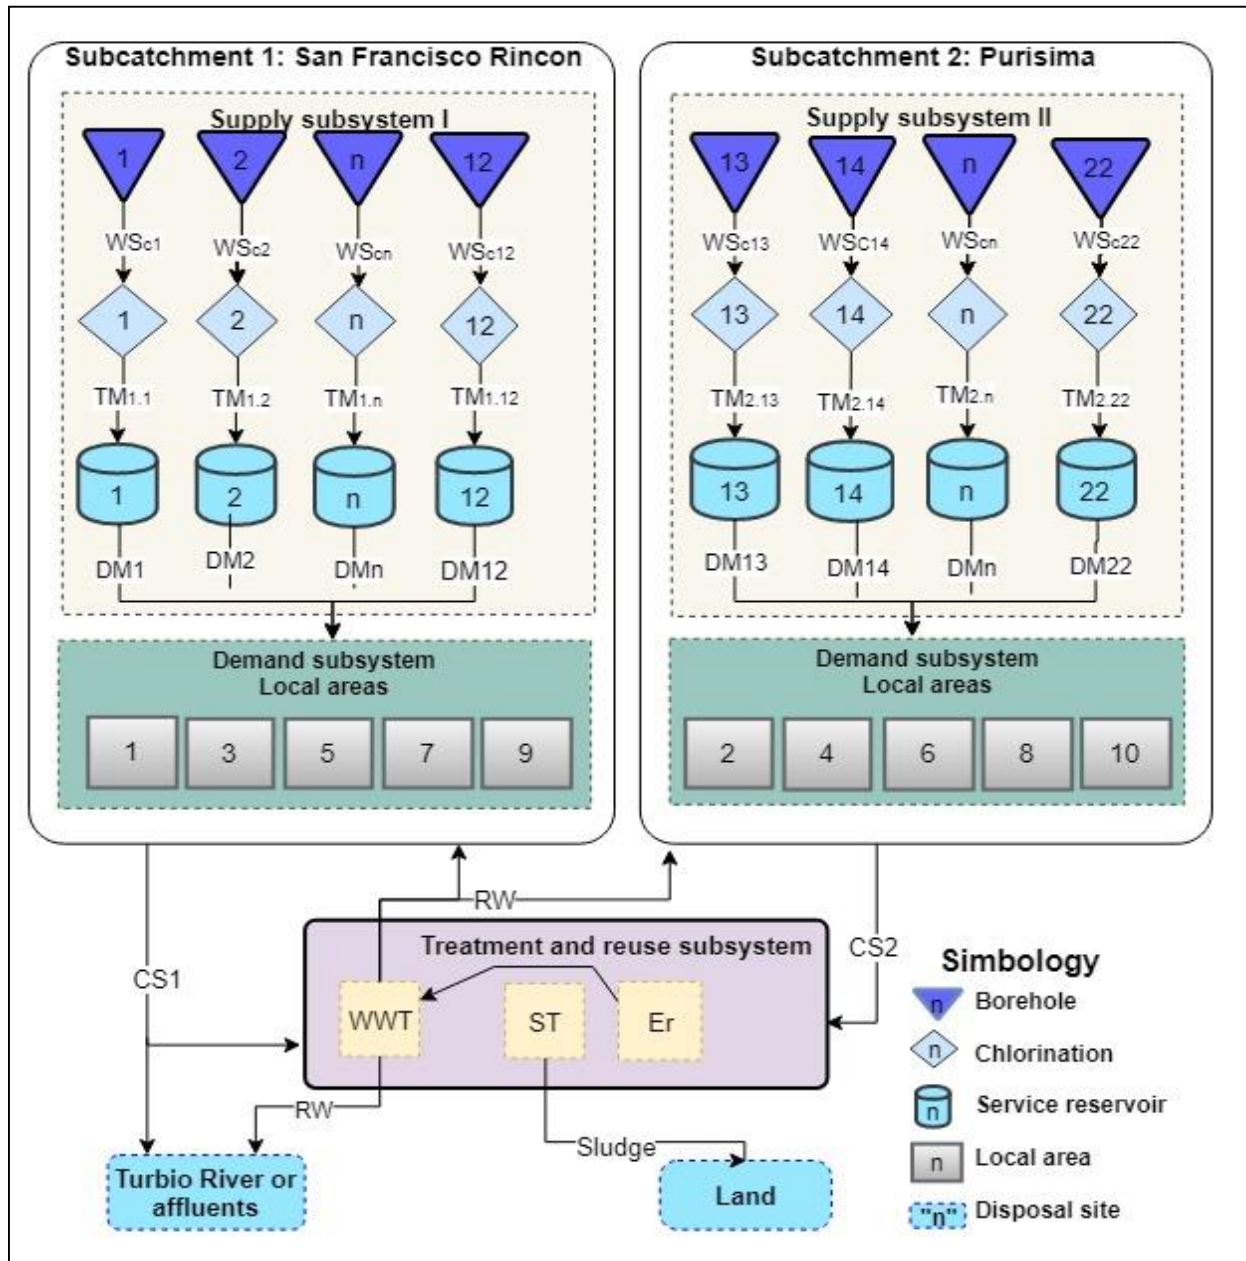 Subcatchment 1: San Francisco Rincon
Supply subsystem I
1 2 n 12
WSc1 WSc2 WScn WSc12
1 2 n 12
TM1.1 TM1.2 TM1.n TM1.12
1 2 n 12
DM1 DM2 DMn DM12
Demand subsystem
Local areas
1 3 5 7 9
Subcatchment 2: Purisima
Supply subsystem II
13 14 n 22
WSc13 WSC14 WScn WSc22
13 14 n 22
TM2.13 TM2.14 TM2.n TM2.22
13 14 n 22
DM13 DM14 DMn DM22
Demand subsystem
Local areas
2 4 6 8 10
RW
CS1
CS2
Treatment and reuse subsystem
WWT ST Er
RW
Sludge
Turbio River or
affluents
Land
Simbology
n Borehole
n Chlorination
n Service reservoir
n Local area
"n" Disposal site